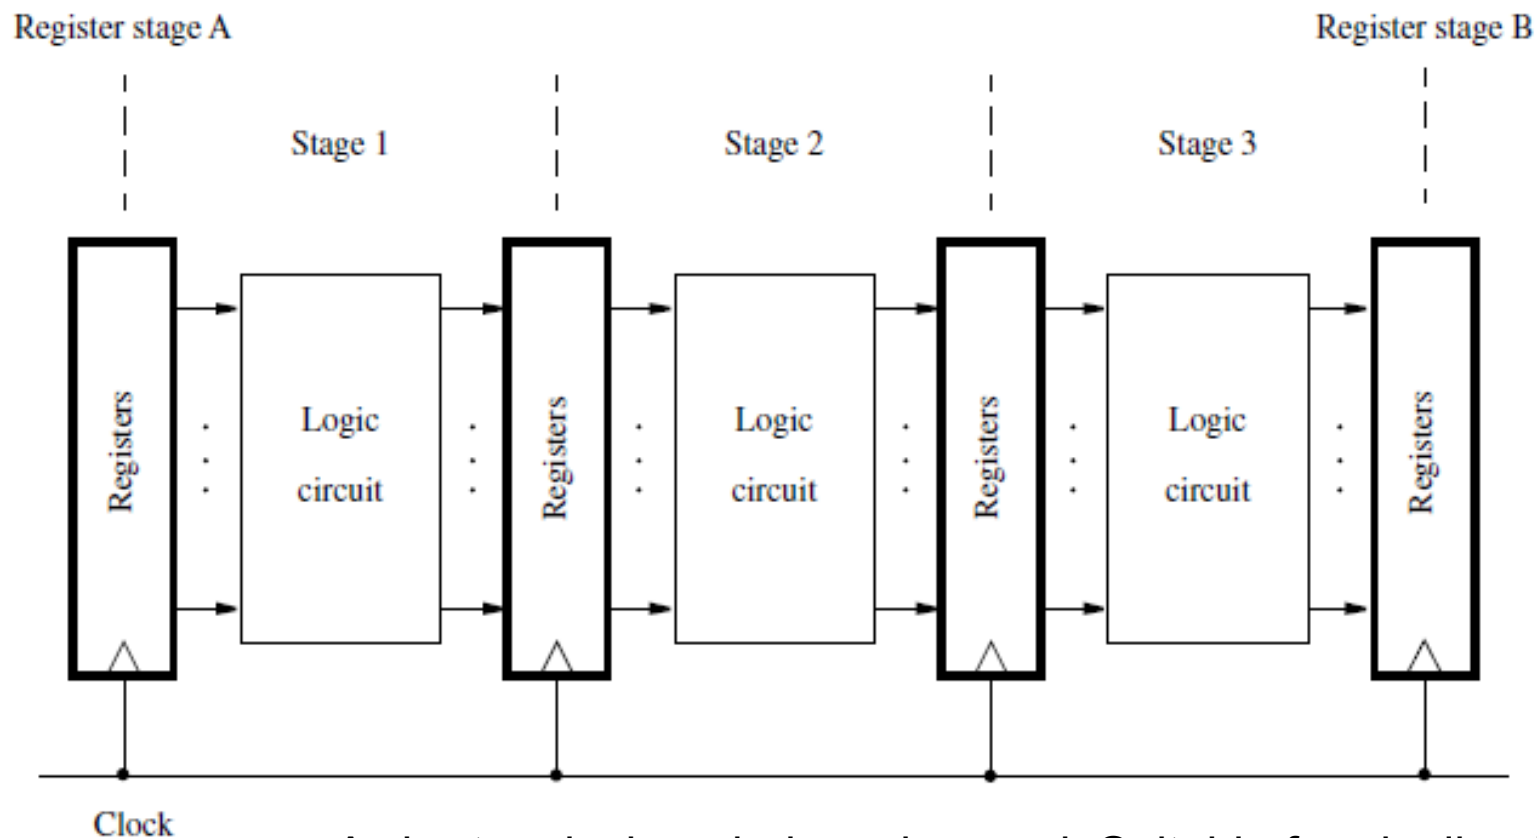 Register stage A
Register stage B
Stage 1
Stage 2
Stage 3
Registers
Logic
circuit
Registers
Logic
circuit
Registers
Logic
circuit
Registers
Clock